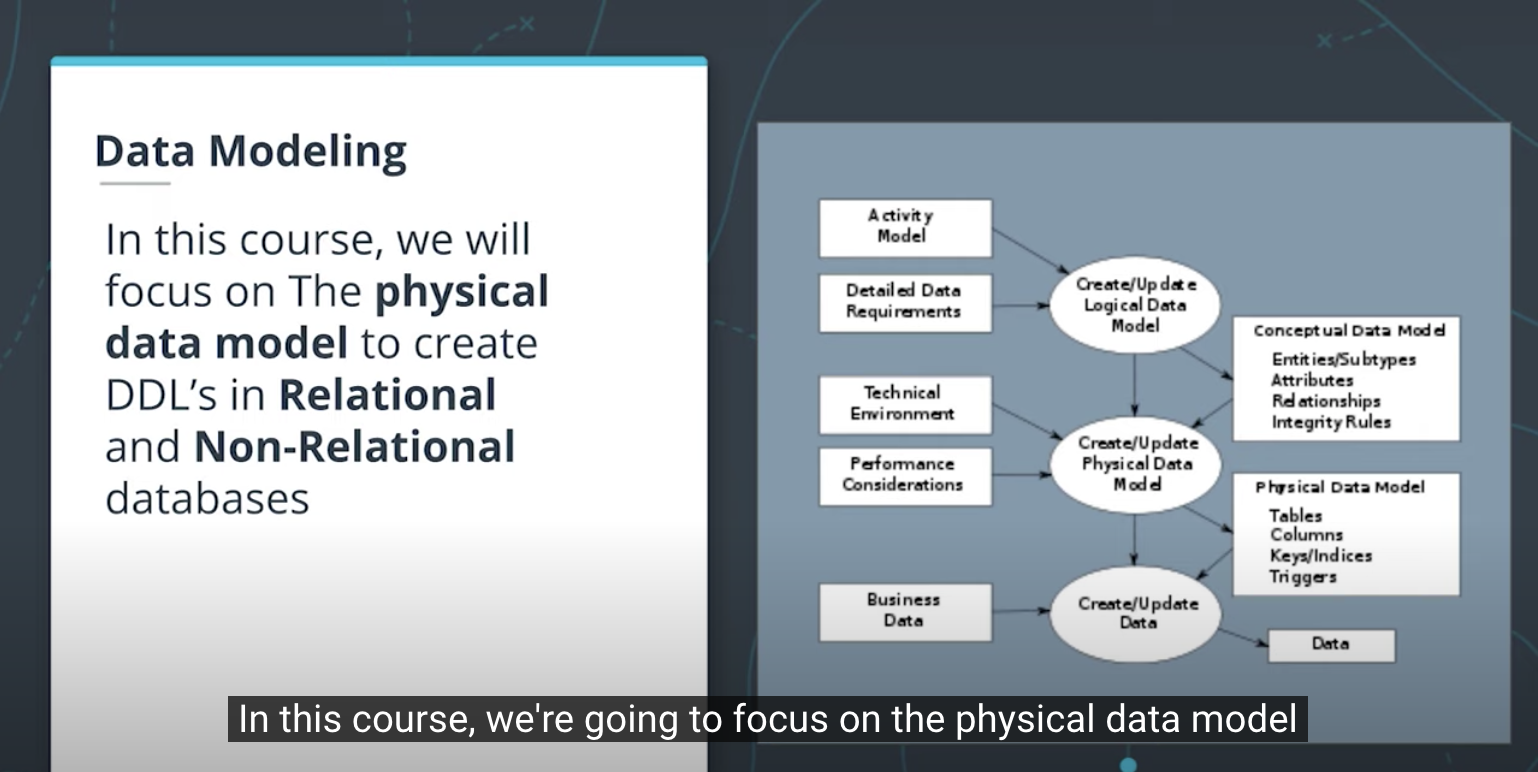 Data Modeling
In this course, we will
focus on The physical
data model to create
DDL’s in Relational
and Non-Relational
databases
Activity
Model
Detailed Data
Requirements
Create/Update
Logical Data
Model
Conceptual Data Model
Entities/Subtypes
Attributes
Relationships
Integrity Rules
Technical
Environment
Performance
Considerations
Create/Update
Physical Data
Model
Physical Data Model
Tables
Columns
Keys/Indices
Triggers
Business
Data
Create/Update
Data
Data
In this course, we're going to focus on the physical data model